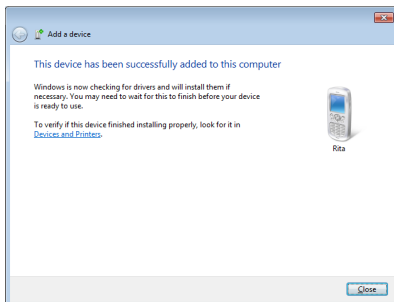 Add a device
This device has been successfully added to this computer
Windows is now checking for drivers and will install them if
necessary. You may need to wait for this to finish before your device
is ready to use.
To verify if this device finished installing properly, look for it in
Devices and Printers.
Rita
Close